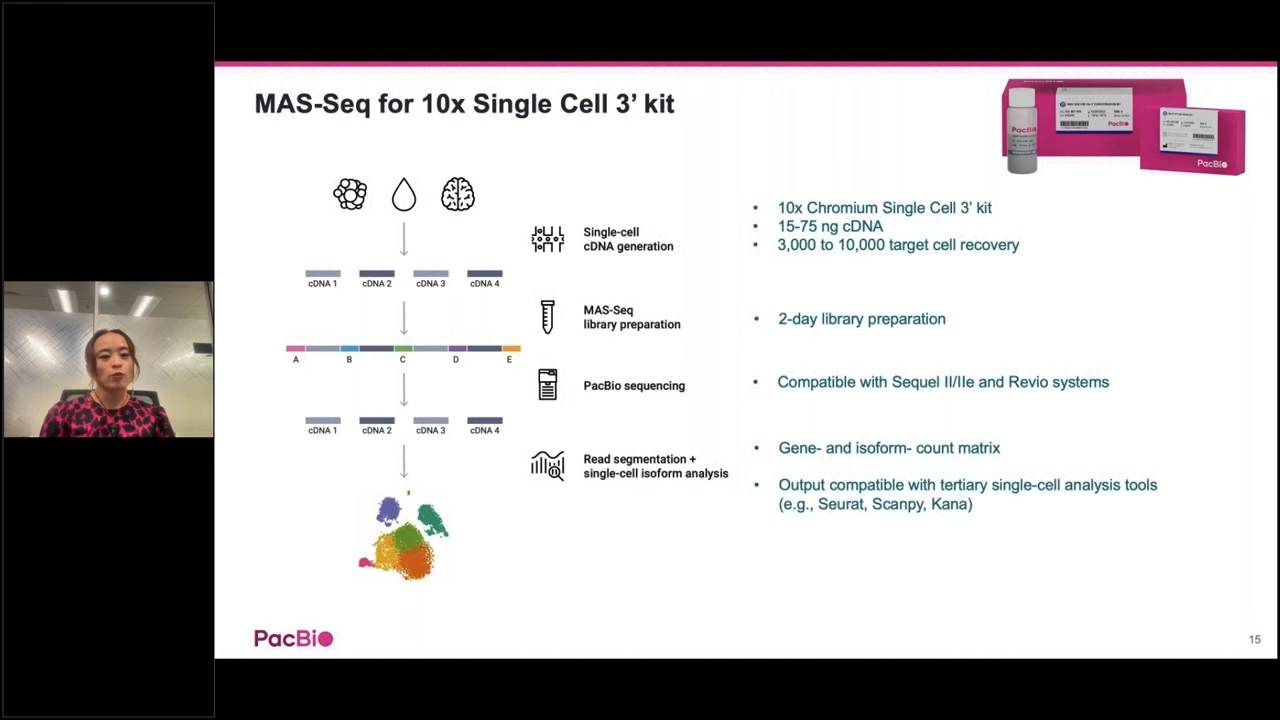 MAS-Seq for 10x Single Cell 3’ kit
PacBio
PacBio
PacBio
Single-cell
cDNA generation
• 10x Chromium Single Cell 3’ kit
• 15-75 ng cDNA
• 3,000 to 10,000 target cell recovery
cDNA 1 cDNA 2 cDNA 3 cDNA 4
MAS-Seq
library preparation
• 2-day library preparation
A B C D E
PacBio sequencing
• Compatible with Sequel II/IIe and Revio systems
cDNA 1 cDNA 2 cDNA 3 cDNA 4
Read segmentation +
single-cell isoform analysis
• Gene- and isoform- count matrix
• Output compatible with tertiary single-cell analysis tools
(e.g., Seurat, Scanpy, Kana)
PacBio
15